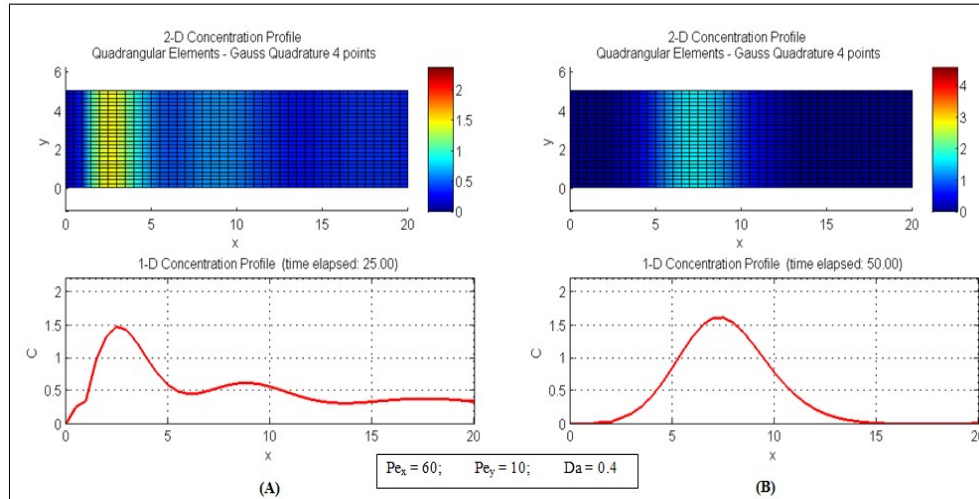 2-D Concentration Profile
Quadrangular Elements - Gauss Quadrature 4 points
6
4
2
0
y
0 5 10 15 20
x
2
1.5
1
0.5
0
1-D Concentration Profile (time elapsed: 25.00)
2
1.5
1
0.5
0
C
0 5 10 15 20
x
(A)
2-D Concentration Profile
Quadrangular Elements - Gauss Quadrature 4 points
6
4
2
0
y
0 5 10 15 20
x
4
3
2
1
0
1-D Concentration Profile (time elapsed: 50.00)
2
1.5
1
0.5
0
C
0 5 10 15 20
x
(B)
Peₓ = 60; Peᵧ = 10; Da = 0.4